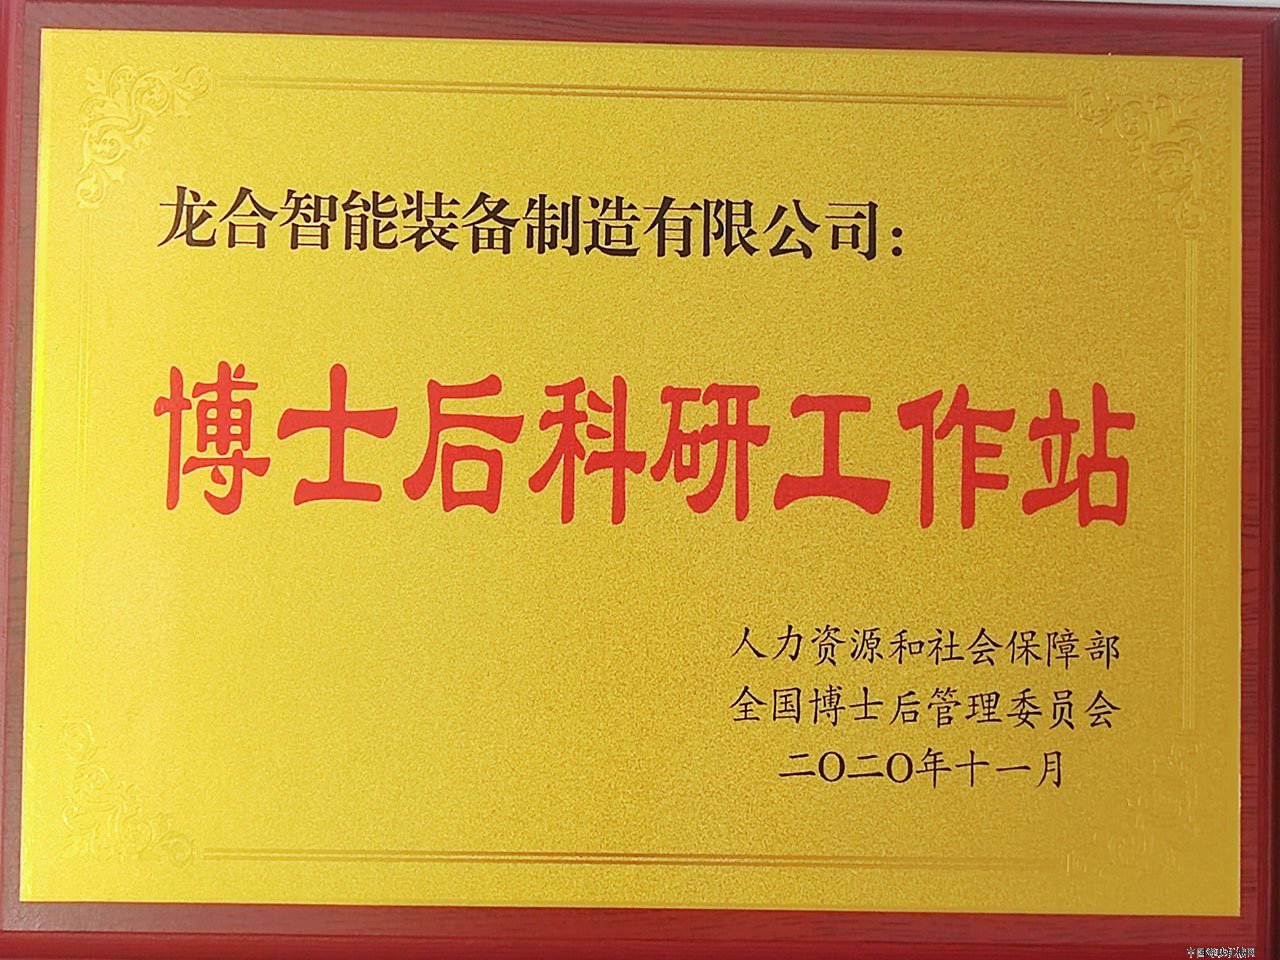 龙合智能装备制造有限公司：
博士后科研工作站
人力资源和社会保障部
全国博士后管理委员会
二〇二〇年十一月